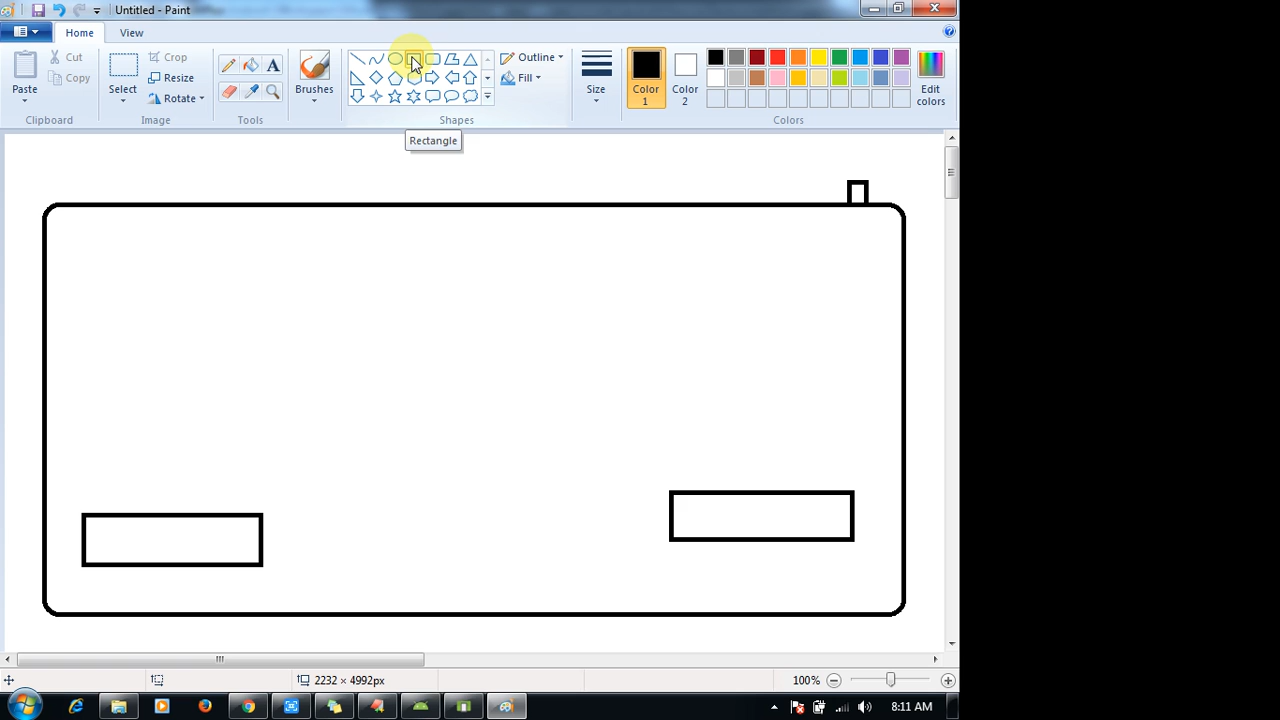 Untitled - Paint
Home View
Paste
Cut
Copy
Clipboard
Select
Crop
Resize
Rotate
Image
A
Tools
Brushes
Outline
Fill
Shapes
Rectangle
Size
Color 1
Color 2
Edit colors
Colors
2232 × 4992px
100%
8:11 AM